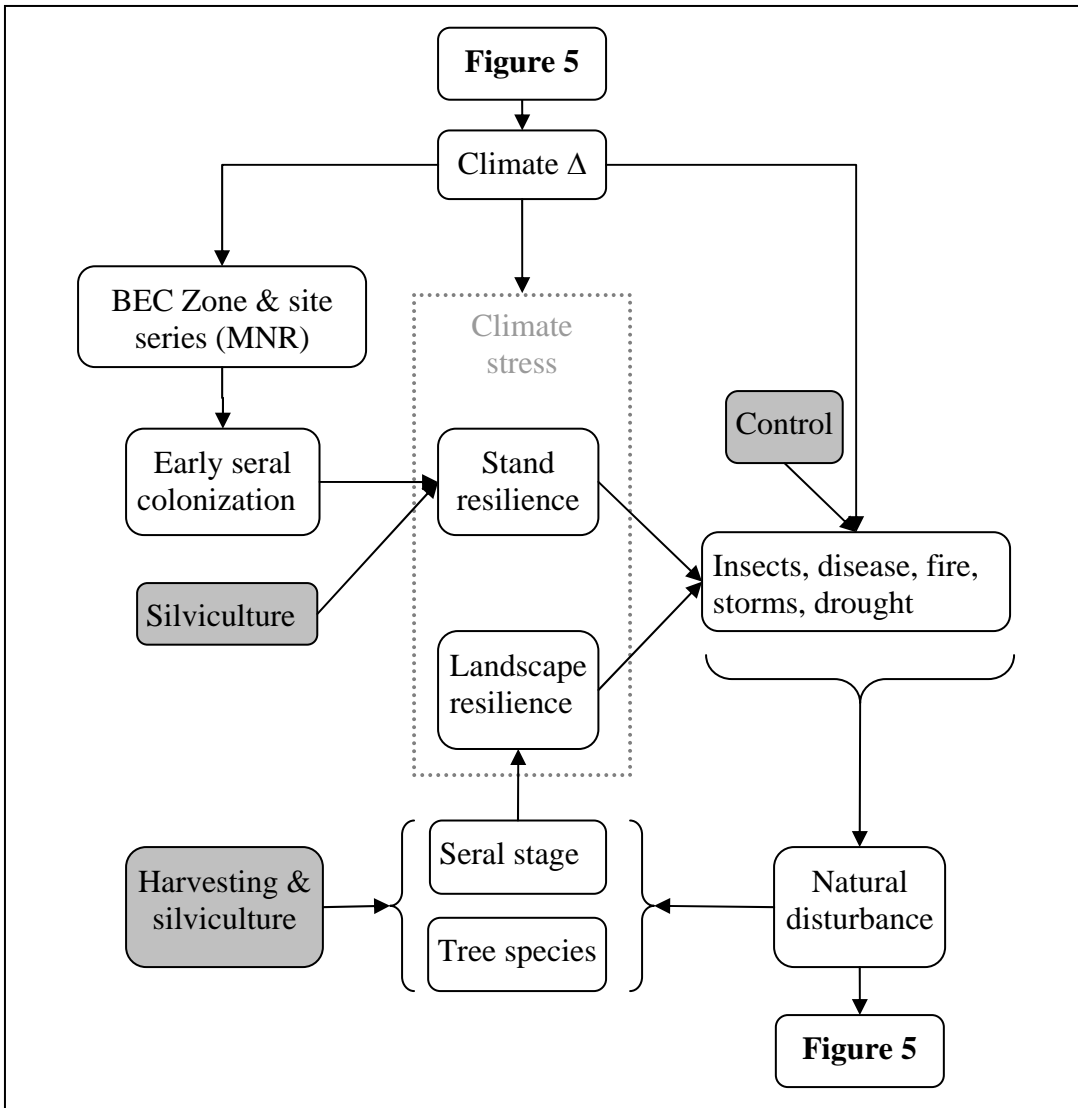 Figure 5
Climate Δ
BEC Zone & site
series (MNR)
Climate
stress
Control
Early seral
colonization
Stand
resilience
Insects, disease, fire,
storms, drought
Silviculture
Landscape
resilience
Seral stage
Harvesting &
silviculture
Natural
disturbance
Tree species
Figure 5